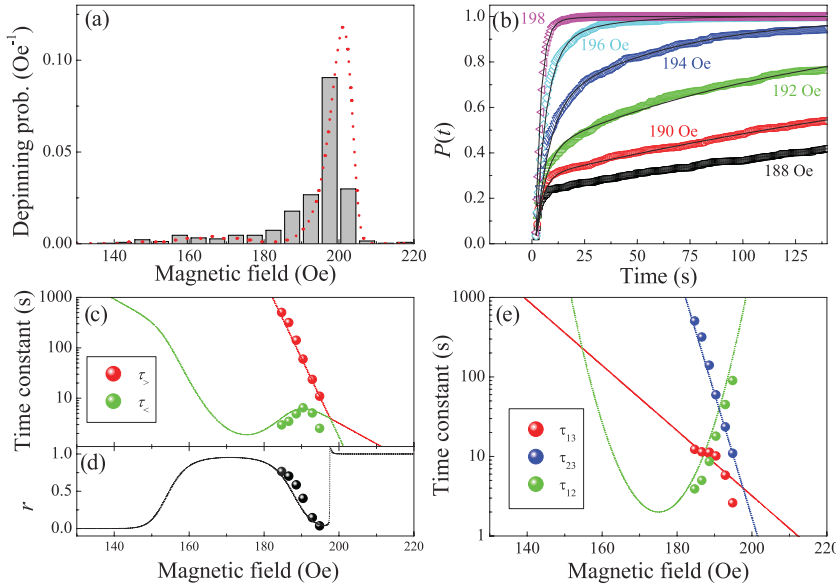 (a)
Depinning prob. (Oe⁻¹)
0.10
0.05
0.00
140 160 180 200 220
Magnetic field (Oe)
(b)
P(t)
1.0
0.8
0.6
0.4
0.2
0.0
198
196 Oe
194 Oe
192 Oe
190 Oe
188 Oe
0 25 50 75 100 125
Time (s)
(c)
Time constant (s)
1000
100
10
τ>
τ<
(d)
r
1.0
0.5
0.0
140 160 180 200 220
Magnetic field (Oe)
(e)
Time constant (s)
1000
100
10
1
τ13
τ23
τ12
140 160 180 200 220
Magnetic field (Oe)